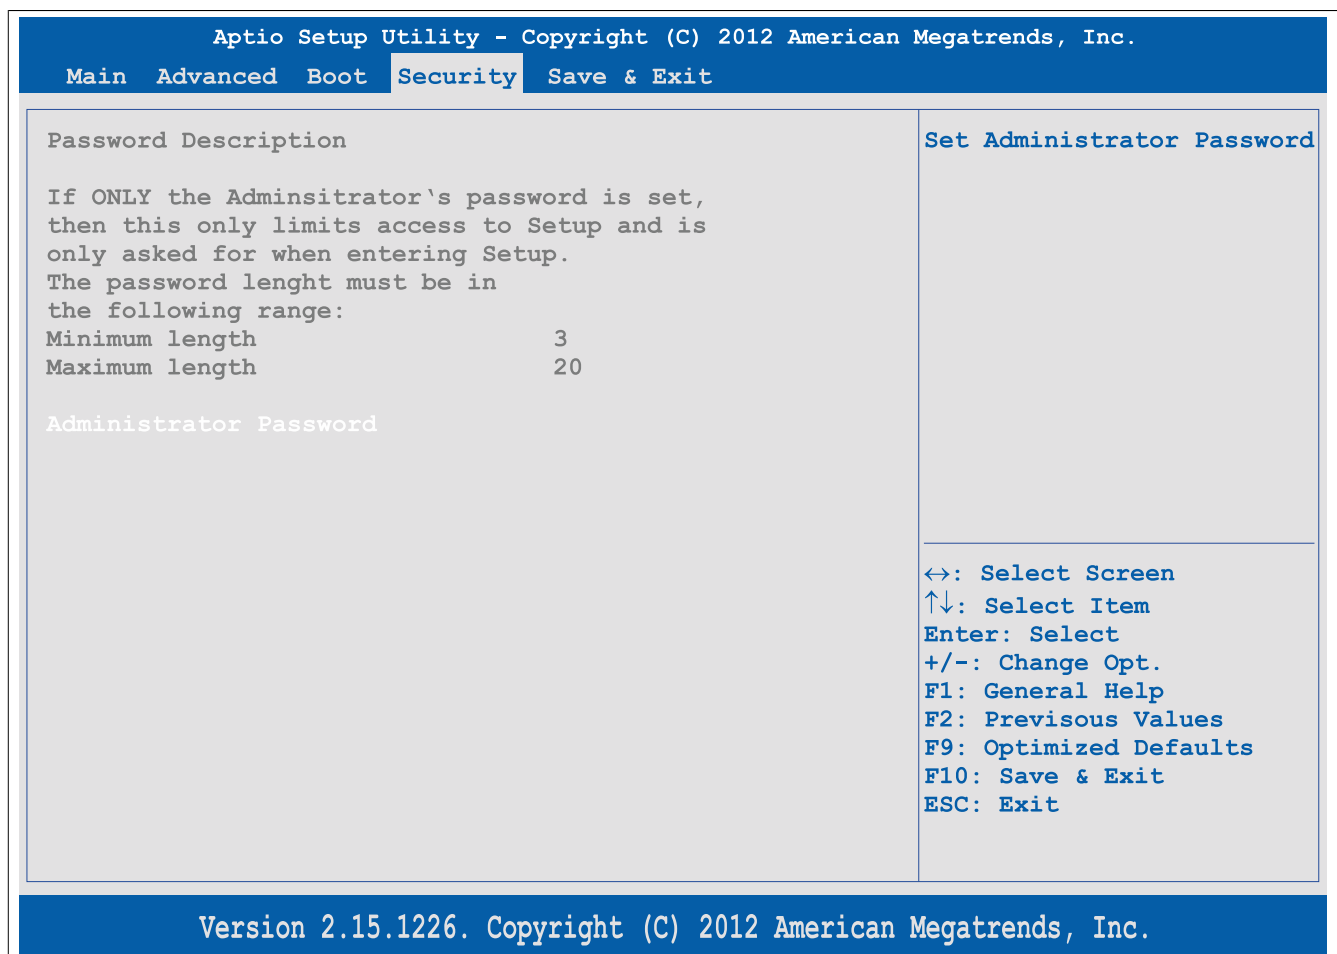 Aptio Setup Utility - Copyright (C) 2012 American Megatrends, Inc.
Main Advanced Boot Security Save & Exit
Password Description
If ONLY the Adminsitrator`s password is set,
then this only limits access to Setup and is
only asked for when entering Setup.
The password lenght must be in
the following range:
Minimum length 3
Maximum length 20
Administrator Password
Set Administrator Password
↔: Select Screen
↑↓: Select Item
Enter: Select
+/-: Change Opt.
F1: General Help
F2: Previsous Values
F9: Optimized Defaults
F10: Save & Exit
ESC: Exit
Version 2.15.1226. Copyright (C) 2012 American Megatrends, Inc.